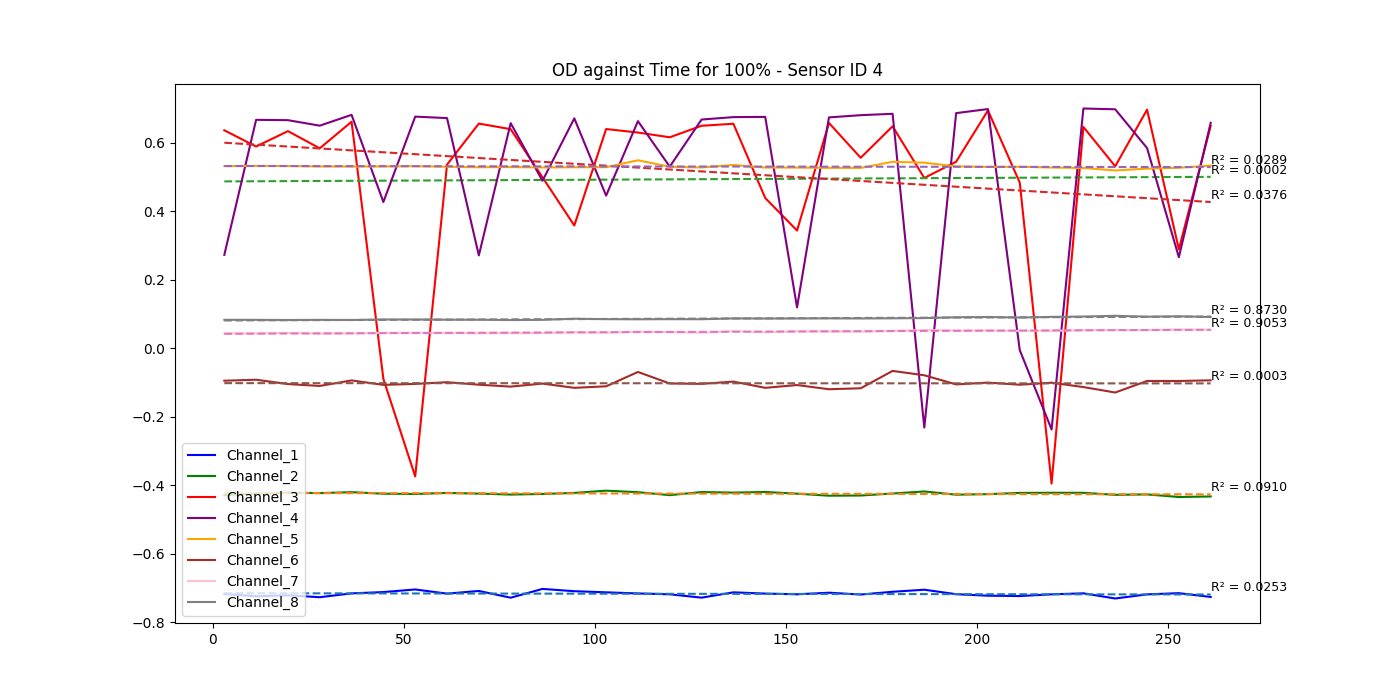 OD against Time for 100% - Sensor ID 4
0.6
0.4
0.2
0.0
−0.2
−0.4
−0.6
−0.8
R² = 0.0289
R² = 0.0002
R² = 0.0376
R² = 0.8730
R² = 0.9053
R² = 0.0003
R² = 0.0910
R² = 0.0253
Channel_1
Channel_2
Channel_3
Channel_4
Channel_5
Channel_6
Channel_7
Channel_8
0
50
100
150
200
250